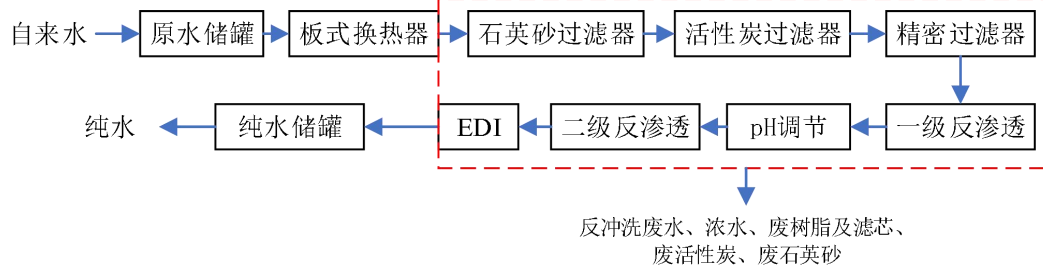 自来水 原水储罐 板式换热器 石英砂过滤器 活性炭过滤器 精密过滤器
纯水 纯水储罐 EDI 二级反渗透 pH调节 一级反渗透
反冲洗废水、浓水、废树脂及滤芯、
废活性炭、废石英砂